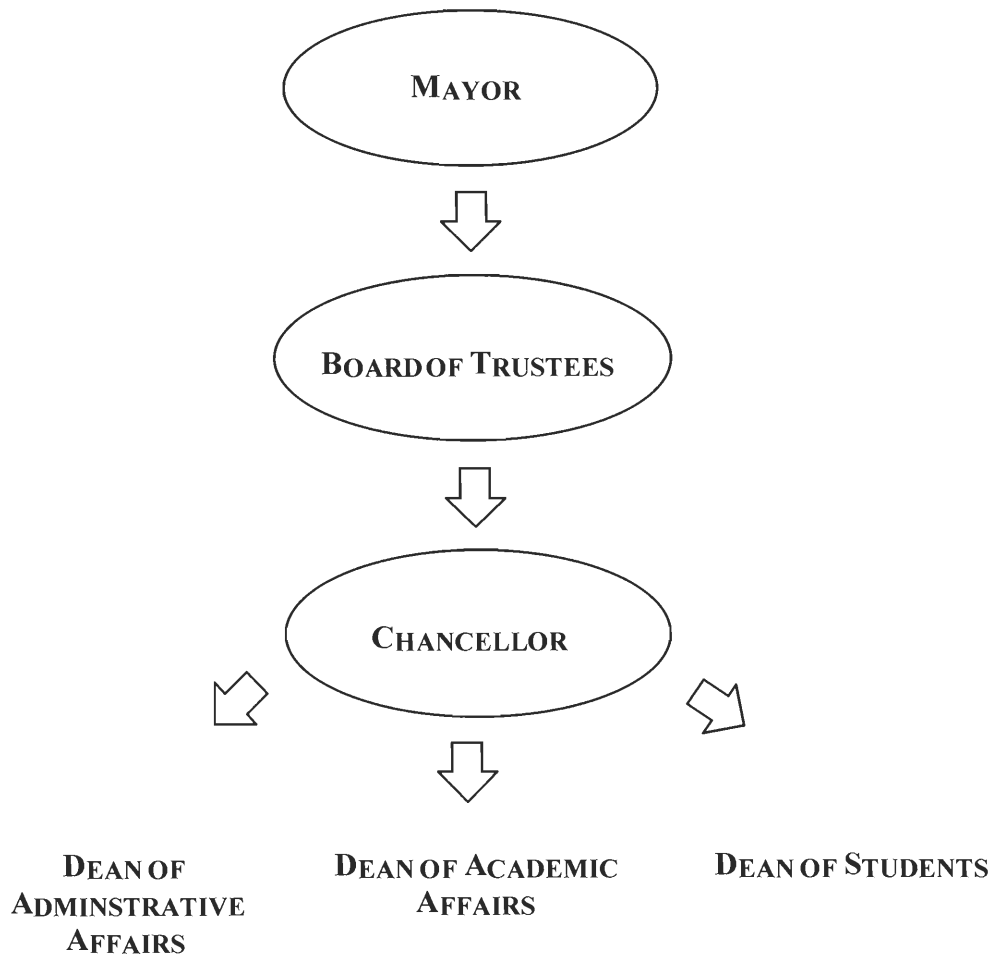 MAYOR
BOARD OF TRUSTEES
CHANCELLOR
DEAN OF
ADMINSTRATIVE
AFFAIRS
DEAN OF ACADEMIC
AFFAIRS
DEAN OF STUDENTS